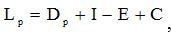 Lₚ = Dₚ + I − E + C ,